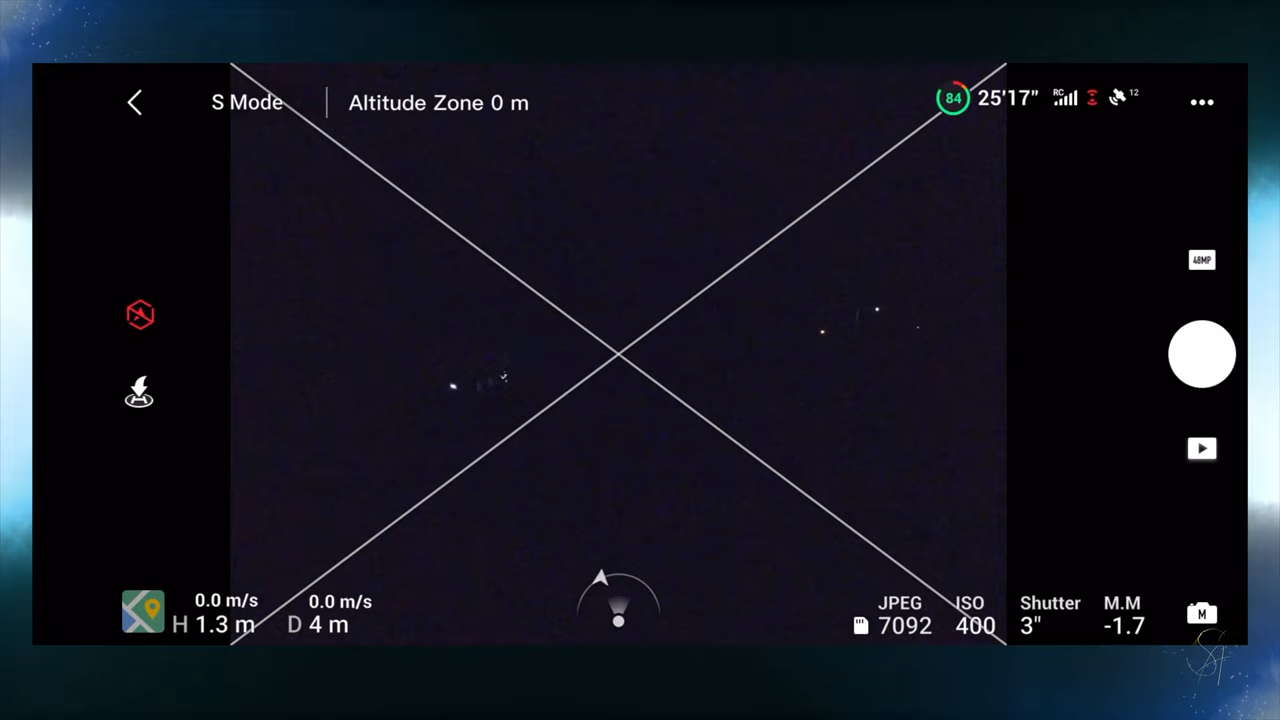 S Mode
Altitude Zone 0 m
84
25'17"
RC
12
48MP
0.0 m/s
0.0 m/s
H 1.3 m
D 4 m
JPEG
7092
ISO
400
Shutter
3"
M.M
-1.7
M